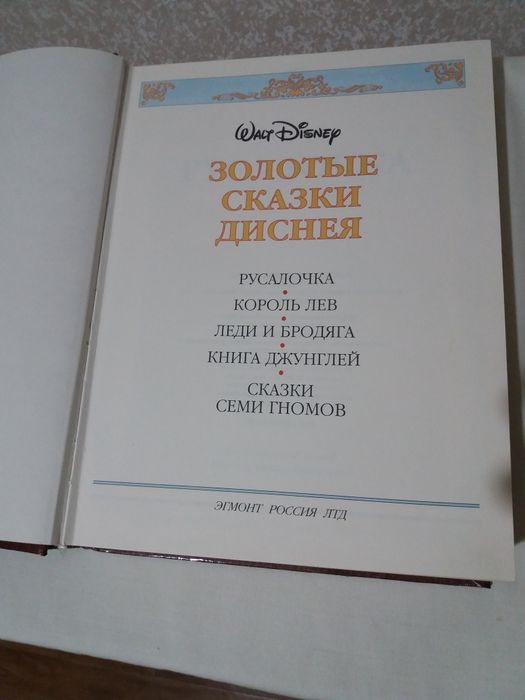 Walt Disney
ЗОЛОТЫЕ
СКАЗКИ
ДИСНЕЯ
РУСАЛОЧКА
•
КОРОЛЬ ЛЕВ
•
ЛЕДИ И БРОДЯГА
•
КНИГА ДЖУНГЛЕЙ
•
СКАЗКИ
СЕМИ ГНОМОВ
ЭГМОНТ РОССИЯ ЛТД